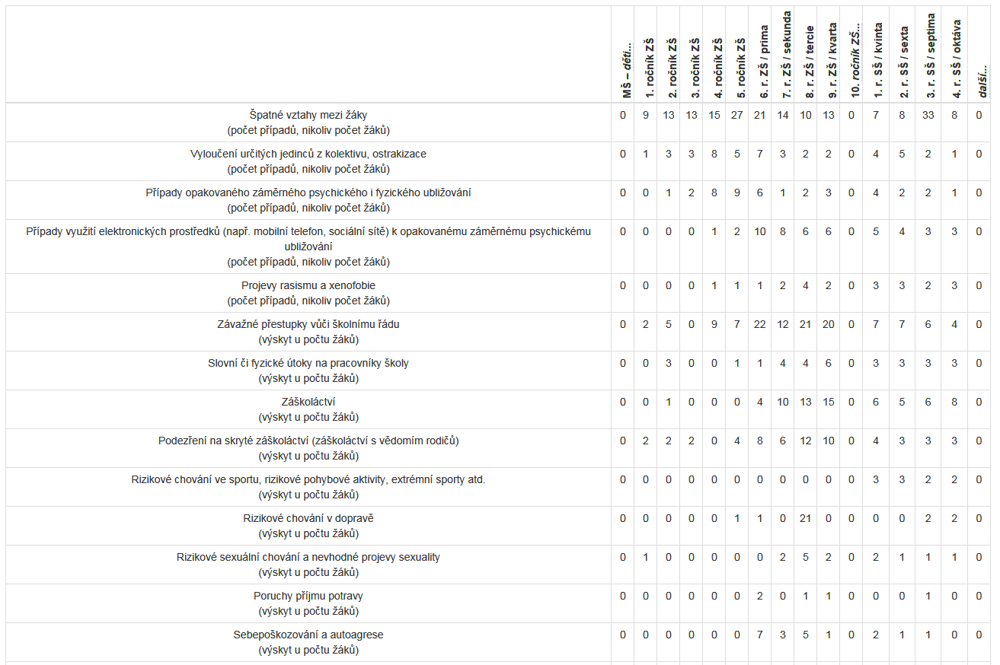 MŠ – děti...
1. ročník ZŠ
2. ročník ZŠ
3. ročník ZŠ
4. ročník ZŠ
5. ročník ZŠ
6. r. ZŠ / prima
7. r. ZŠ / sekunda
8. r. ZŠ / tercie
9. r. ZŠ / kvarta
10. ročník ZŠ...
1. r. SŠ / kvinta
2. r. SŠ / sexta
3. r. SŠ / septima
4. r. SŠ / oktáva
další...
Špatné vztahy mezi žáky
(počet případů, nikoliv počet žáků)
0 9 13 13 15 27 21 14 10 13 0 7 8 33 8 0
Vyloučení určitých jedinců z kolektivu, ostrakizace
(počet případů, nikoliv počet žáků)
0 1 3 3 8 5 7 3 2 2 0 4 5 2 1 0
Případy opakovaného záměrného psychického i fyzického ubližování
(počet případů, nikoliv počet žáků)
0 0 1 2 8 9 6 1 2 3 0 4 2 2 1 0
Případy využití elektronických prostředků (např. mobilní telefon, sociální sítě) k opakovanému záměrnému psychickému
ubližování
(počet případů, nikoliv počet žáků)
0 0 0 0 1 2 10 8 6 6 0 5 4 3 3 0
Projevy rasismu a xenofobie
(počet případů, nikoliv počet žáků)
0 0 0 0 1 1 1 2 4 2 0 3 3 2 3 0
Závažné přestupky vůči školnímu řádu
(výskyt u počtu žáků)
0 2 5 0 9 7 22 12 21 20 0 7 7 6 4 0
Slovní či fyzické útoky na pracovníky školy
(výskyt u počtu žáků)
0 0 3 0 0 1 1 4 4 6 0 3 3 3 3 0
Záškoláctví
(výskyt u počtu žáků)
0 0 1 0 0 0 4 10 13 15 0 6 5 6 8 0
Podezření na skryté záškoláctví (záškoláctví s vědomím rodičů)
(výskyt u počtu žáků)
0 2 2 2 0 4 8 6 12 10 0 4 3 3 3 0
Rizikové chování ve sportu, rizikové pohybové aktivity, extrémní sporty atd.
(výskyt u počtu žáků)
0 0 0 0 0 0 0 0 0 0 0 3 3 2 2 0
Rizikové chování v dopravě
(výskyt u počtu žáků)
0 0 0 0 0 1 1 0 21 0 0 0 0 2 2 0
Rizikové sexuální chování a nevhodné projevy sexuality
(výskyt u počtu žáků)
0 1 0 0 0 0 0 2 5 2 0 2 1 1 1 0
Poruchy příjmu potravy
(výskyt u počtu žáků)
0 0 0 0 0 0 2 0 1 1 0 0 0 1 0 0
Sebepoškozování a autoagrese
(výskyt u počtu žáků)
0 0 0 0 0 0 7 3 5 1 0 2 1 1 0 0